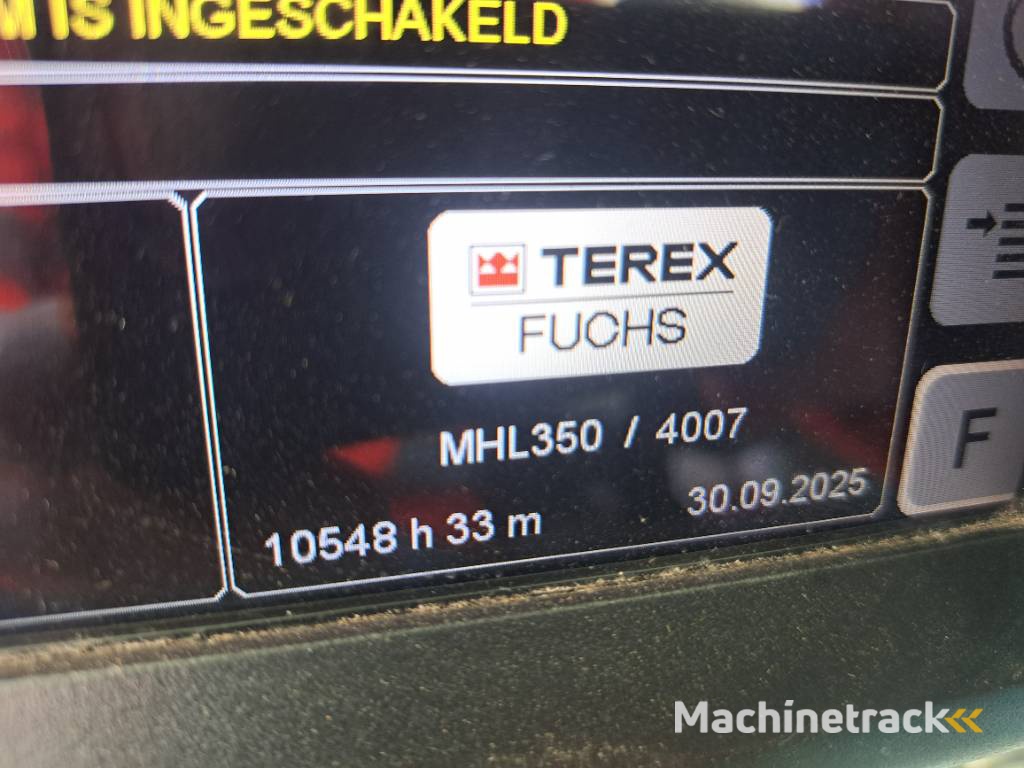 IS INGESCHAKELD
TEREX
FUCHS
MHL350 / 4007
30.09.2025
10548 h 33 m
F
Machinetrack